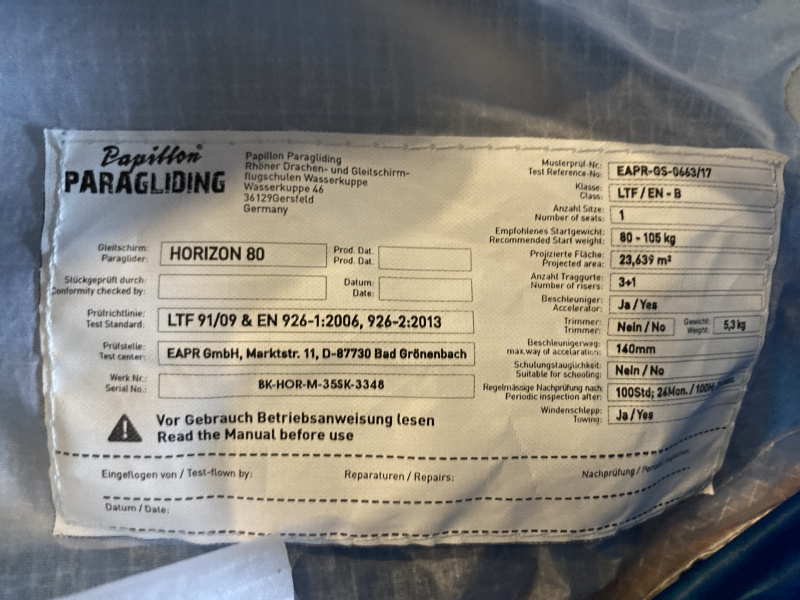 Papillon
PARAGLIDING
Papillon Paragliding
Rhöner Drachen- und Gleitschirm-
flugschulen Wasserkuppe
Wasserkuppe 46
36129Gersfeld
Germany
Gleitschirm:
Paraglider:
HORIZON 80
Prod. Dat.
Prod. Dat.
Stückgeprüft durch:
Conformity checked by:
Datum:
Date:
Prüfrichtlinie:
Test Standard:
LTF 91/09 & EN 926-1:2006, 926-2:2013
Prüfstelle:
Test center:
EAPR GmbH, Marktstr. 11, D-87730 Bad Grönenbach
Werk Nr.:
Serial No.:
BK-HOR-M-35SK-3348
Vor Gebrauch Betriebsanweisung lesen
Read the Manual before use
Musterprüf-Nr.:
Test Reference-No:
EAPR-GS-0663/17
Klasse:
Class:
LTF / EN - B
Anzahl Sitze:
Number of seats:
1
Empfohlenes Startgewicht:
Recommended Start weight:
80 - 105 kg
Projizierte Fläche:
Projected area:
23,639 m²
Anzahl Traggurte:
Number of risers:
3+1
Beschleuniger:
Accelerator:
Ja / Yes
Trimmer:
Trimmer:
Nein / No
Gewicht:
Weight:
5,3 kg
Beschleunigerwag:
max.way of accelaration:
140mm
Schulungstauglichkeit:
Suitable for schooling:
Nein / No
Regelmässige Nachprüfung nach:
Periodic inspection after:
100Std; 24Mon. / 100H;
Windenschlepp:
Towing:
Ja / Yes
Eingeflogen von / Test-flown by:
Reparaturen / Repairs:
Nachprüfung /
Datum / Date: